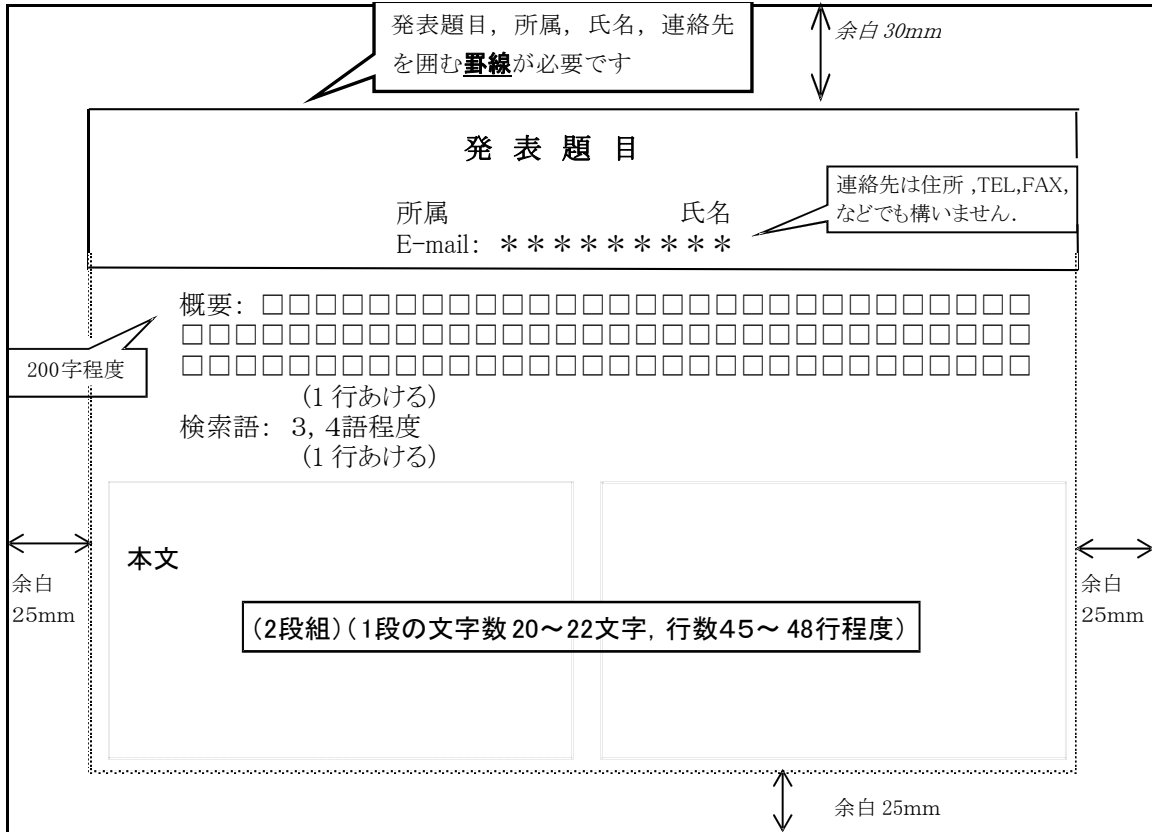 発表題目，所属，氏名，連絡先
を囲む罫線が必要です
余白 30mm
発 表 題 目
連絡先は住所 ,TEL,FAX,
などでも構いません.
所属 氏名
E-mail: ＊＊＊＊＊＊＊＊＊
概要: □□□□□□□□□□□□□□□□□□□□□□□□□□□□□
□□□□□□□□□□□□□□□□□□□□□□□□□□□□□□□□
□□□□□□□□□□□□□□□□□□□□□□□□□□□□□□□□
200字程度
(1 行あける)
検索語: 3, 4語程度
(1 行あける)
本文
(2段組)(1段の文字数 20～22文字, 行数45～ 48行程度)
余白
25mm
余白
25mm
余白 25mm